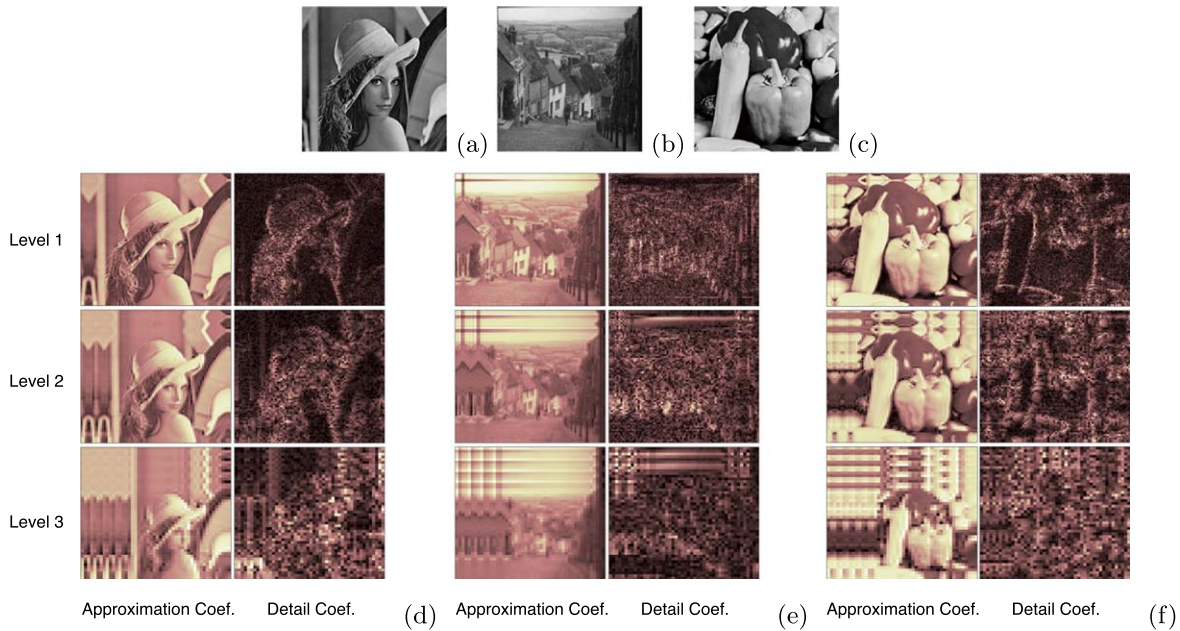 (a) (b) (c)
Level 1
Level 2
Level 3
Approximation Coef. Detail Coef. (d) Approximation Coef. Detail Coef. (e) Approximation Coef. Detail Coef. (f)